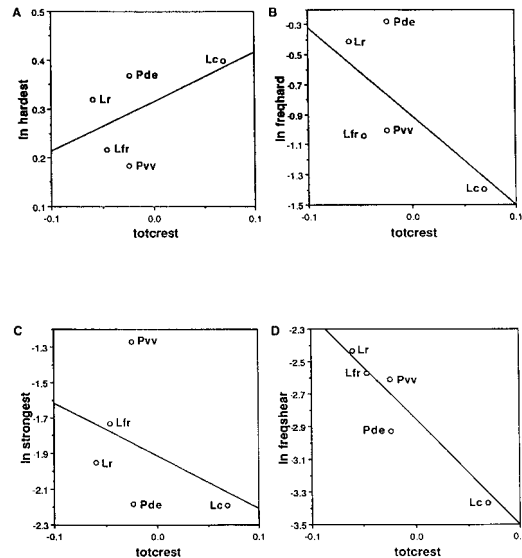 A
ln hardest
0.5
0.4
0.3
0.2
0.1
Lc
Pde
Lr
Lfr
Pvv
-0.1
0.0
0.1
totcrest
B
ln freqhard
-0.3
-0.5
-0.7
-0.9
-1.1
-1.3
-1.5
Pde
Lr
Pvv
Lfr
Lc
-0.1
0.0
0.1
totcrest
C
ln strongest
-1.3
-1.5
-1.7
-1.9
-2.1
-2.3
Pvv
Lfr
Lr
Pde
Lc
-0.1
0.0
0.1
totcrest
D
ln freqshear
-2.3
-2.5
-2.7
-2.9
-3.1
-3.3
-3.5
Lr
Lfr
Pvv
Pde
Lc
-0.1
0.0
0.1
totcrest